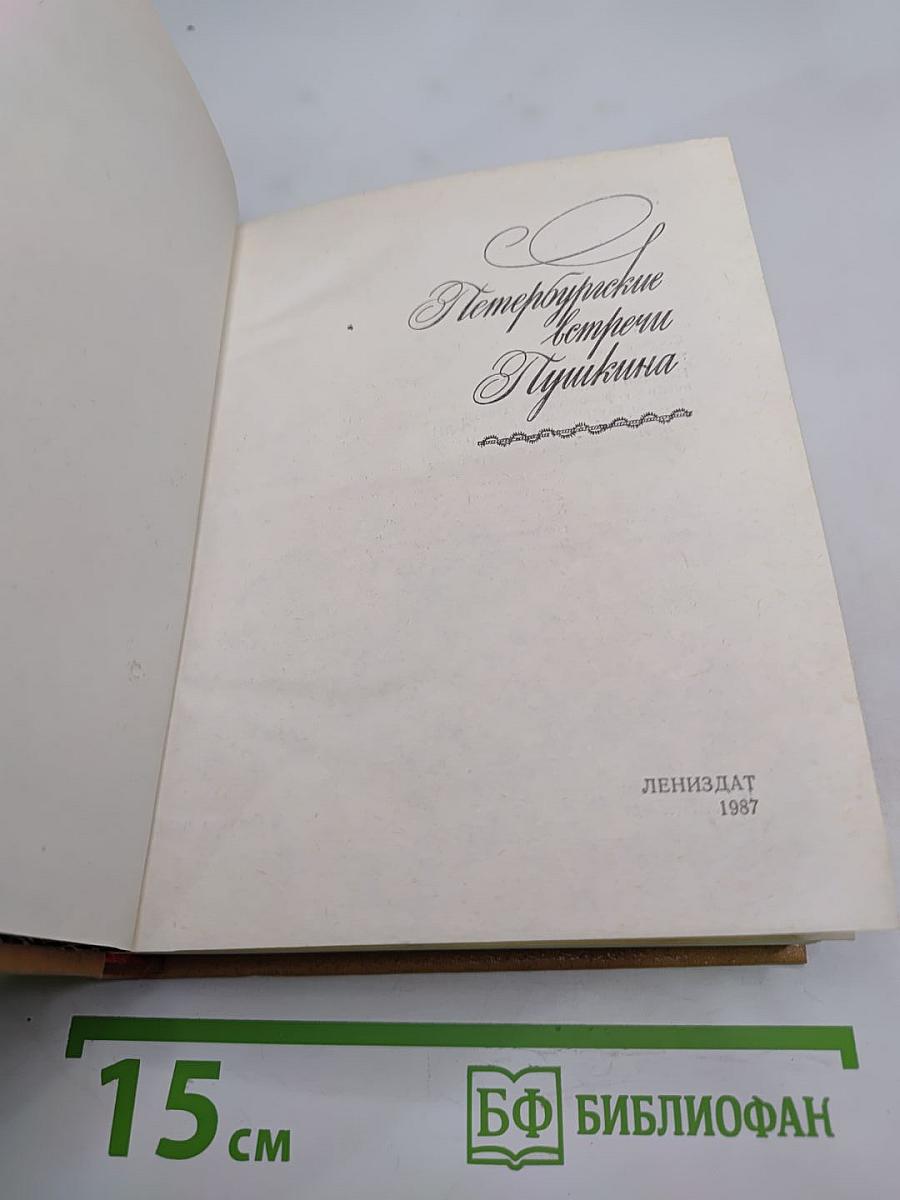 Петербургские
встречи
Пушкина
ЛЕНИЗДАТ
1987
15 см
БФ БИБЛИОФАН